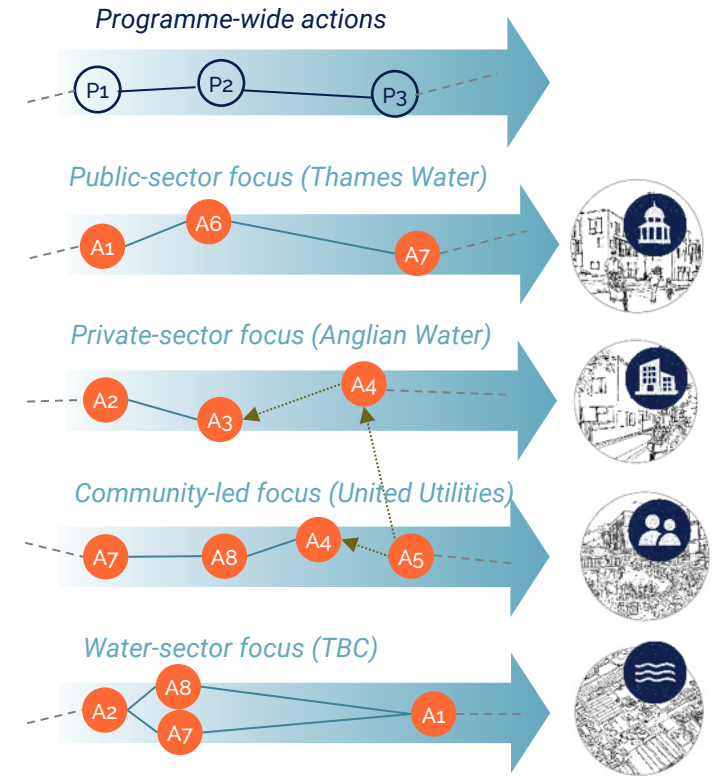 Programme-wide actions
P1
P2
P3
Public-sector focus (Thames Water)
A1
A6
A7
Private-sector focus (Anglian Water)
A2
A3
A4
Community-led focus (United Utilities)
A7
A8
A4
A5
Water-sector focus (TBC)
A2
A8
A7
A1